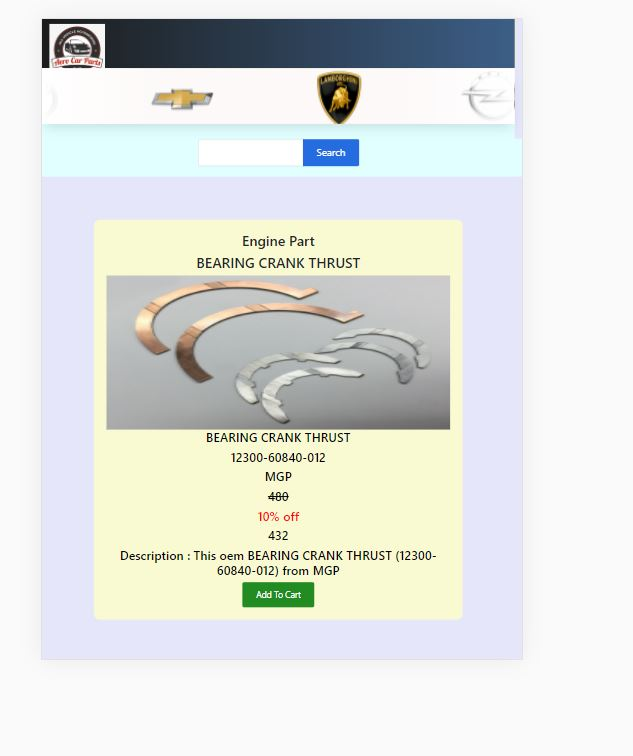 Aero Car Parts
LAMBORGHINI
Search
Engine Part
BEARING CRANK THRUST
BEARING CRANK THRUST
12300-60840-012
MGP
480
10% off
432
Description : This oem BEARING CRANK THRUST (12300-
60840-012) from MGP
Add To Cart